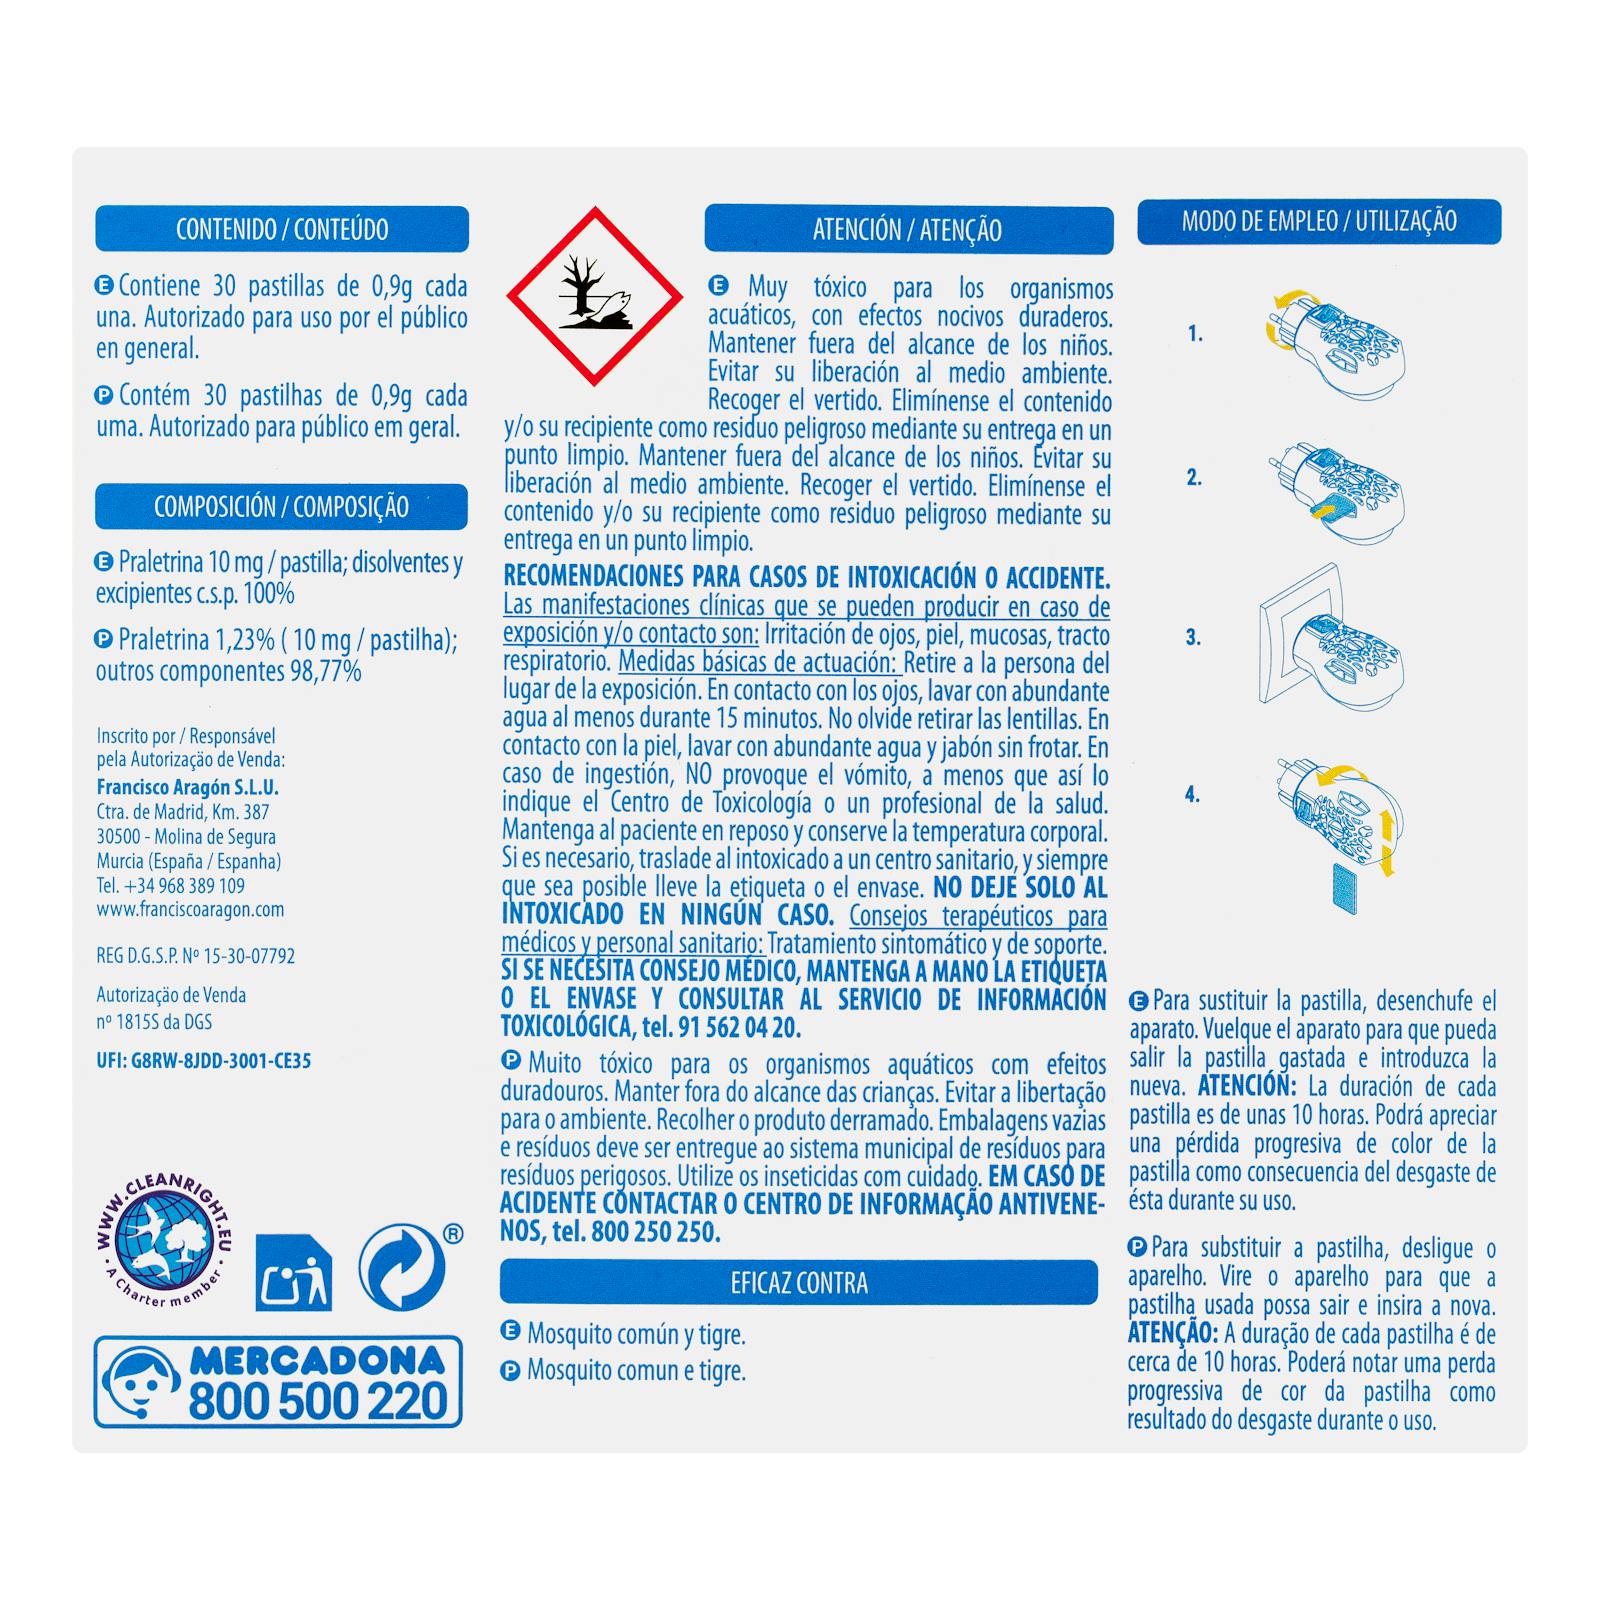 CONTENIDO / CONTEÚDO
E Contiene 30 pastillas de 0,9g cada
una. Autorizado para uso por el público
en general.
P Contém 30 pastilhas de 0,9g cada
uma. Autorizado para público em geral.
COMPOSICIÓN / COMPOSIÇÃO
E Praletrina 10 mg / pastilla; disolventes y
excipientes c.s.p. 100%
P Praletrina 1,23% ( 10 mg / pastilha);
outros componentes 98,77%
Inscrito por / Responsável
pela Autorização de Venda:
Francisco Aragón S.L.U.
Ctra. de Madrid, Km. 387
30500 - Molina de Segura
Murcia (España / Espanha)
Tel. +34 968 389 109
www.franciscoaragon.com
REG D.G.S.P. Nº 15-30-07792
Autorização de Venda
nº 1815S da DGS
UFI: G8RW-8JDD-3001-CE35
WWW.CLEANRIGHT.EU
· A Charter member ·
®
MERCADONA
800 500 220
ATENCIÓN / ATENÇÃO
E Muy tóxico para los organismos
acuáticos, con efectos nocivos duraderos.
Mantener fuera del alcance de los niños.
Evitar su liberación al medio ambiente.
Recoger el vertido. Elimínense el contenido
y/o su recipiente como residuo peligroso mediante su entrega en un
punto limpio. Mantener fuera del alcance de los niños. Evitar su
liberación al medio ambiente. Recoger el vertido. Elimínense el
contenido y/o su recipiente como residuo peligroso mediante su
entrega en un punto limpio.
RECOMENDACIONES PARA CASOS DE INTOXICACIÓN O ACCIDENTE.
Las manifestaciones clínicas que se pueden producir en caso de
exposición y/o contacto son: Irritación de ojos, piel, mucosas, tracto
respiratorio. Medidas básicas de actuación: Retire a la persona del
lugar de la exposición. En contacto con los ojos, lavar con abundante
agua al menos durante 15 minutos. No olvide retirar las lentillas. En
contacto con la piel, lavar con abundante agua y jabón sin frotar. En
caso de ingestión, NO provoque el vómito, a menos que así lo
indique el Centro de Toxicología o un profesional de la salud.
Mantenga al paciente en reposo y conserve la temperatura corporal.
Si es necesario, traslade al intoxicado a un centro sanitario, y siempre
que sea posible lleve la etiqueta o el envase. NO DEJE SOLO AL
INTOXICADO EN NINGÚN CASO. Consejos terapéuticos para
médicos y personal sanitario: Tratamiento sintomático y de soporte.
SI SE NECESITA CONSEJO MÉDICO, MANTENGA A MANO LA ETIQUETA
O EL ENVASE Y CONSULTAR AL SERVICIO DE INFORMACIÓN
TOXICOLÓGICA, tel. 91 562 04 20.
P Muito tóxico para os organismos aquáticos com efeitos
duradouros. Manter fora do alcance das crianças. Evitar a libertação
para o ambiente. Recolher o produto derramado. Embalagens vazias
e resíduos deve ser entregue ao sistema municipal de resíduos para
resíduos perigosos. Utilize os inseticidas com cuidado. EM CASO DE
ACIDENTE CONTACTAR O CENTRO DE INFORMAÇÃO ANTIVENE-
NOS, tel. 800 250 250.
EFICAZ CONTRA
E Mosquito común y tigre.
P Mosquito comun e tigre.
MODO DE EMPLEO / UTILIZAÇÃO
1.
2.
3.
4.
E Para sustituir la pastilla, desenchufe el
aparato. Vuelque el aparato para que pueda
salir la pastilla gastada e introduzca la
nueva. ATENCIÓN: La duración de cada
pastilla es de unas 10 horas. Podrá apreciar
una pérdida progresiva de color de la
pastilla como consecuencia del desgaste de
ésta durante su uso.
P Para substituir a pastilha, desligue o
aparelho. Vire o aparelho para que a
pastilha usada possa sair e insira a nova.
ATENÇÃO: A duração de cada pastilha é de
cerca de 10 horas. Poderá notar uma perda
progressiva de cor da pastilha como
resultado do desgaste durante o uso.